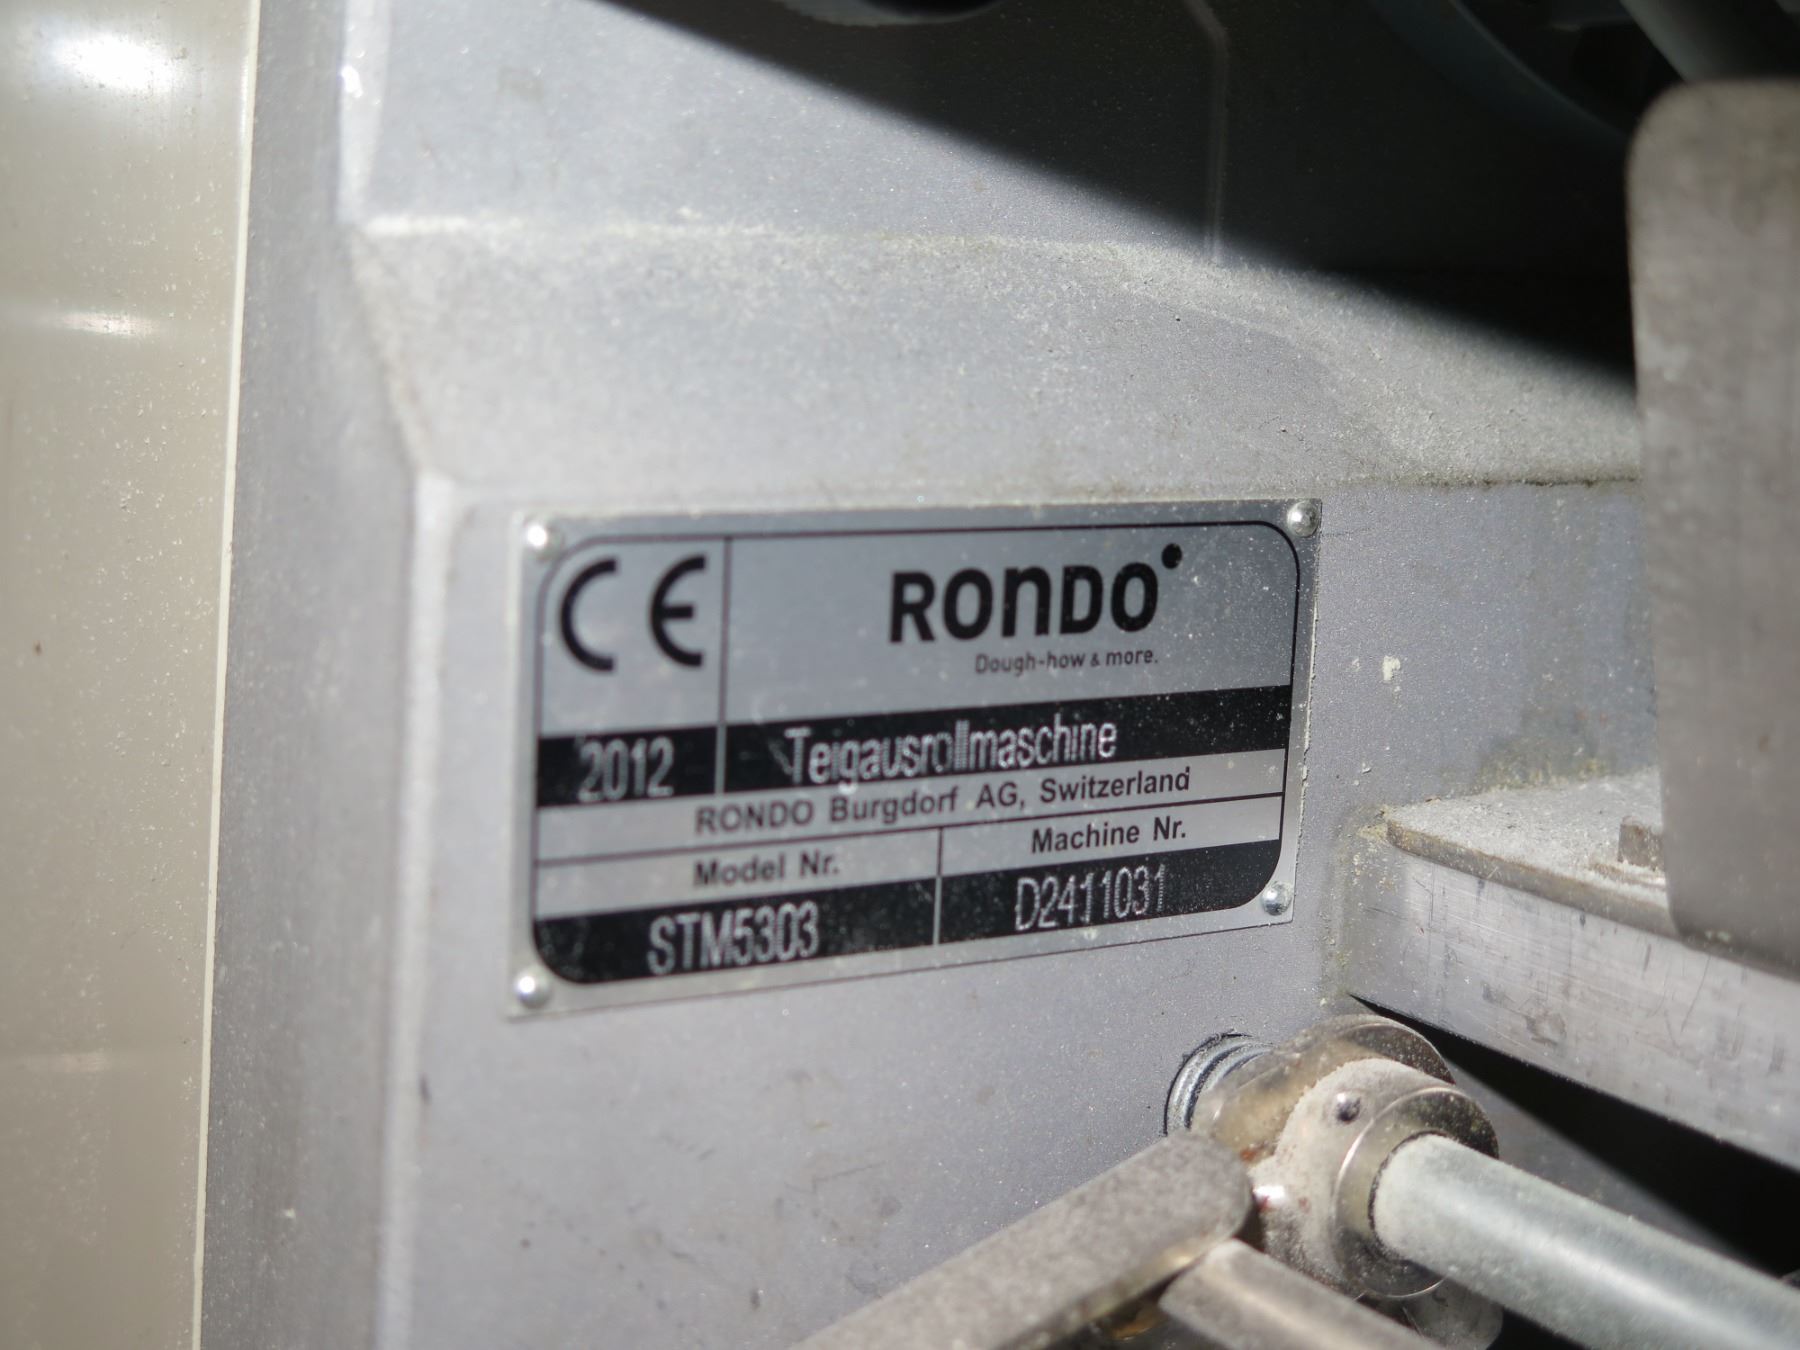 CE
RONDO
Dough-how & more.
2012
Teigausrollmaschine
RONDO Burgdorf AG, Switzerland
Model Nr.
Machine Nr.
STM5303
D2411031